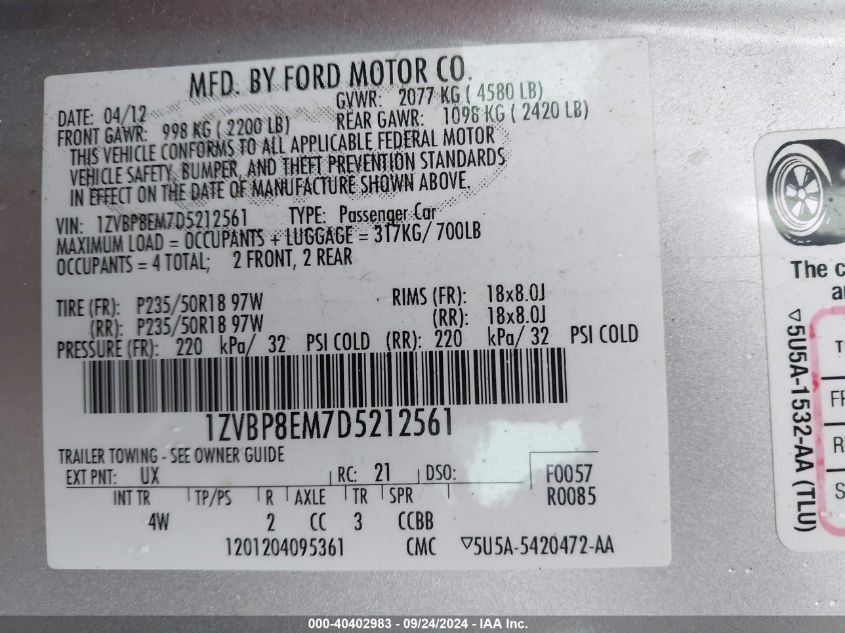 MFD. BY FORD MOTOR CO.
DATE: 04/12 GVWR: 2077 KG ( 4580 LB)
FRONT GAWR: 998 KG ( 2200 LB) REAR GAWR: 1098 KG ( 2420 LB)
THIS VEHICLE CONFORMS TO ALL APPLICABLE FEDERAL MOTOR
VEHICLE SAFETY, BUMPER, AND THEFT PREVENTION STANDARDS
IN EFFECT ON THE DATE OF MANUFACTURE SHOWN ABOVE.
VIN: 1ZVBP8EM7D5212561 TYPE: Passenger Car
MAXIMUM LOAD = OCCUPANTS + LUGGAGE = 317KG/ 700LB
OCCUPANTS = 4 TOTAL; 2 FRONT, 2 REAR
TIRE (FR): P235/50R18 97W RIMS (FR): 18x8.0J
(RR): P235/50R18 97W (RR): 18x8.0J
PRESSURE (FR): 220 kPa/ 32 PSI COLD (RR): 220 kPa/ 32 PSI COLD
1ZVBP8EM7D5212561
TRAILER TOWING - SEE OWNER GUIDE
EXT PNT: UX RC: 21 DSO: F0057
INT TR TP/PS R AXLE TR SPR R0085
4W 2 CC 3 CCBB
1201204095361 CMC ▽5U5A-5420472-AA
The c
a
▽5U5A-1532-AA (TLU)
T
F
R
S
000-40402983 - 09/24/2024 - IAA Inc.